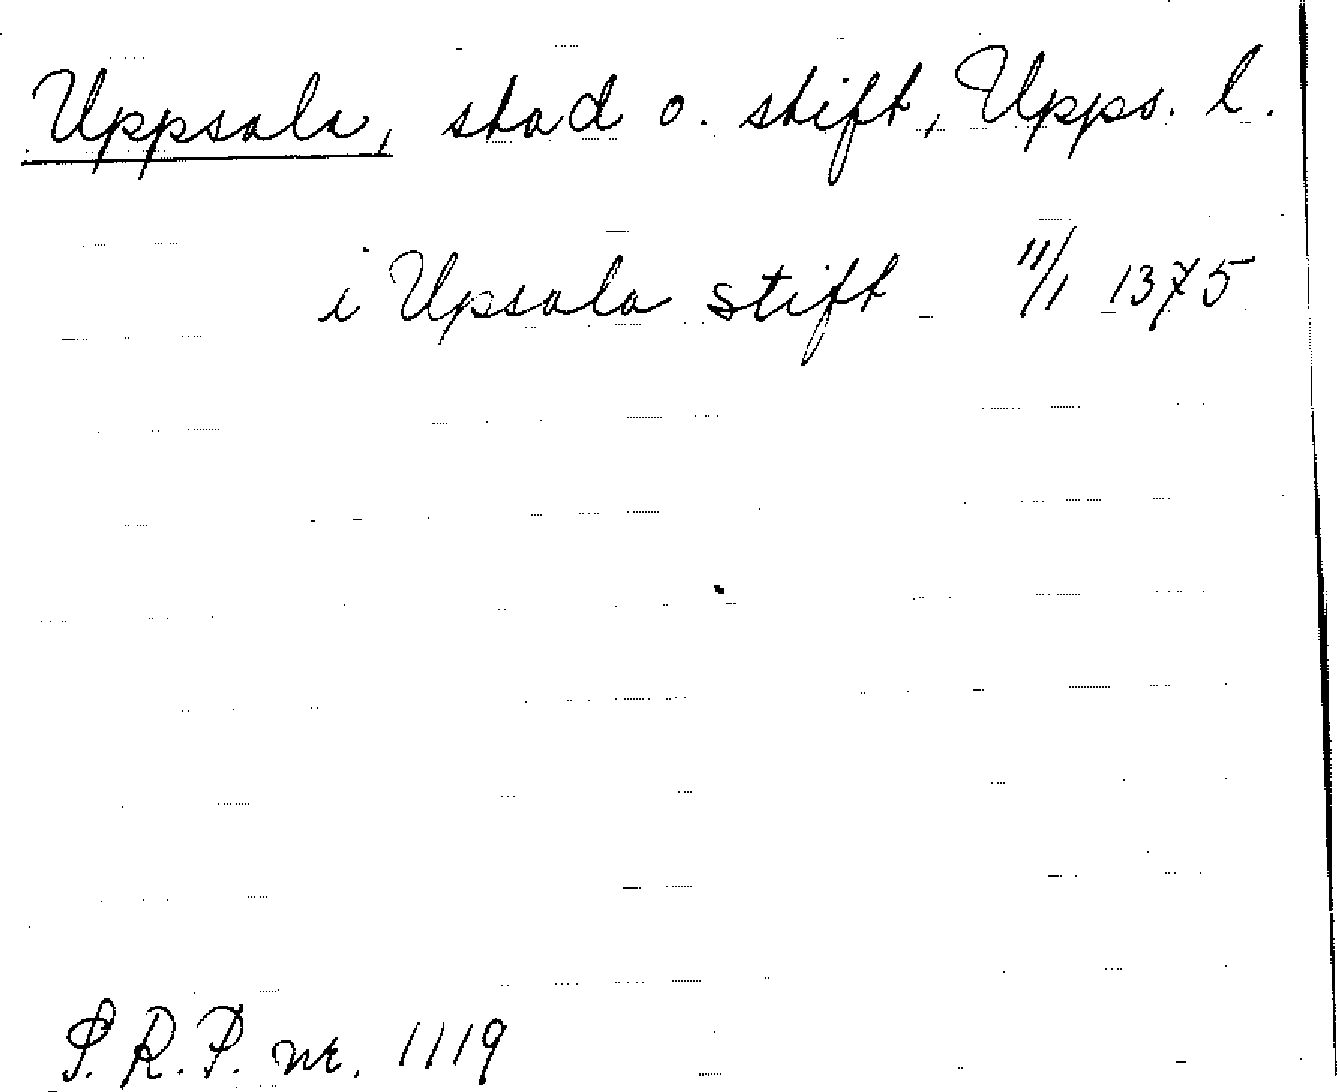 Uppsala, stad o. stift, Upps. l.
i Upsala stift 11/1 1375
S.R.P. nr. 1119